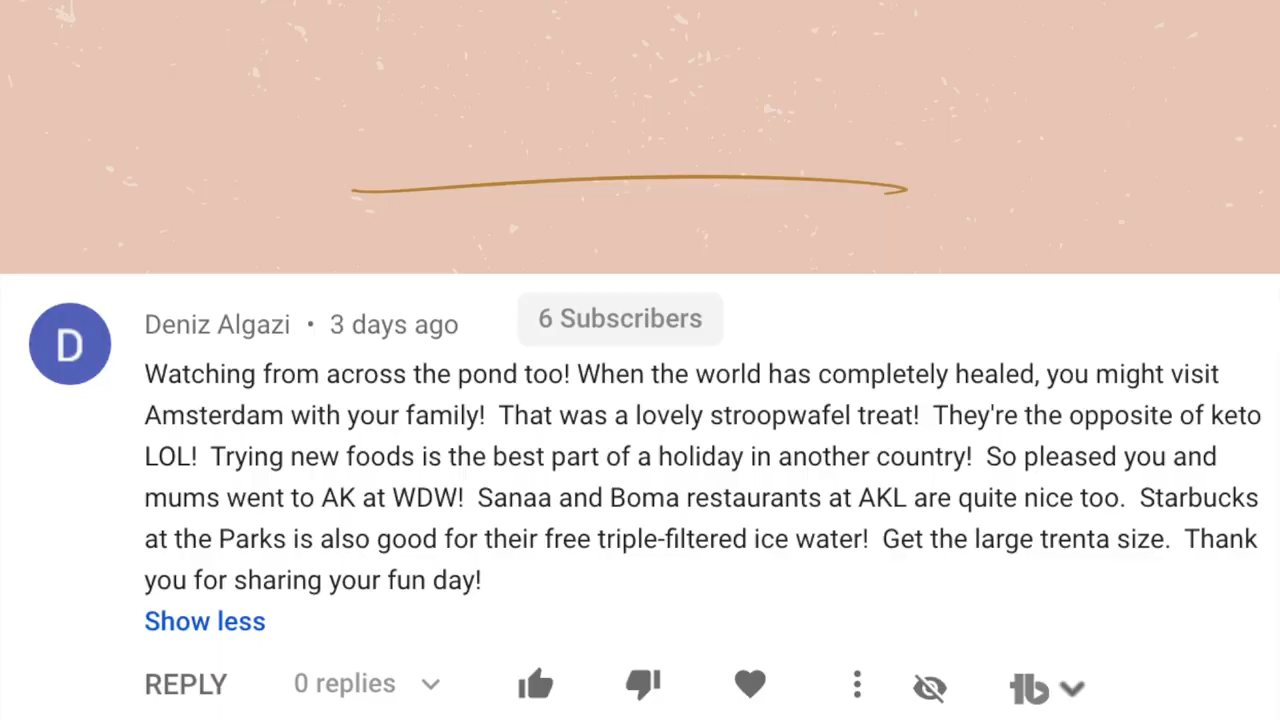 D
Deniz Algazi • 3 days ago 6 Subscribers
Watching from across the pond too! When the world has completely healed, you might visit
Amsterdam with your family!  That was a lovely stroopwafel treat!  They're the opposite of keto
LOL!  Trying new foods is the best part of a holiday in another country!  So pleased you and
mums went to AK at WDW!  Sanaa and Boma restaurants at AKL are quite nice too.  Starbucks
at the Parks is also good for their free triple-filtered ice water!  Get the large trenta size.  Thank
you for sharing your fun day!
Show less
REPLY 0 replies tb